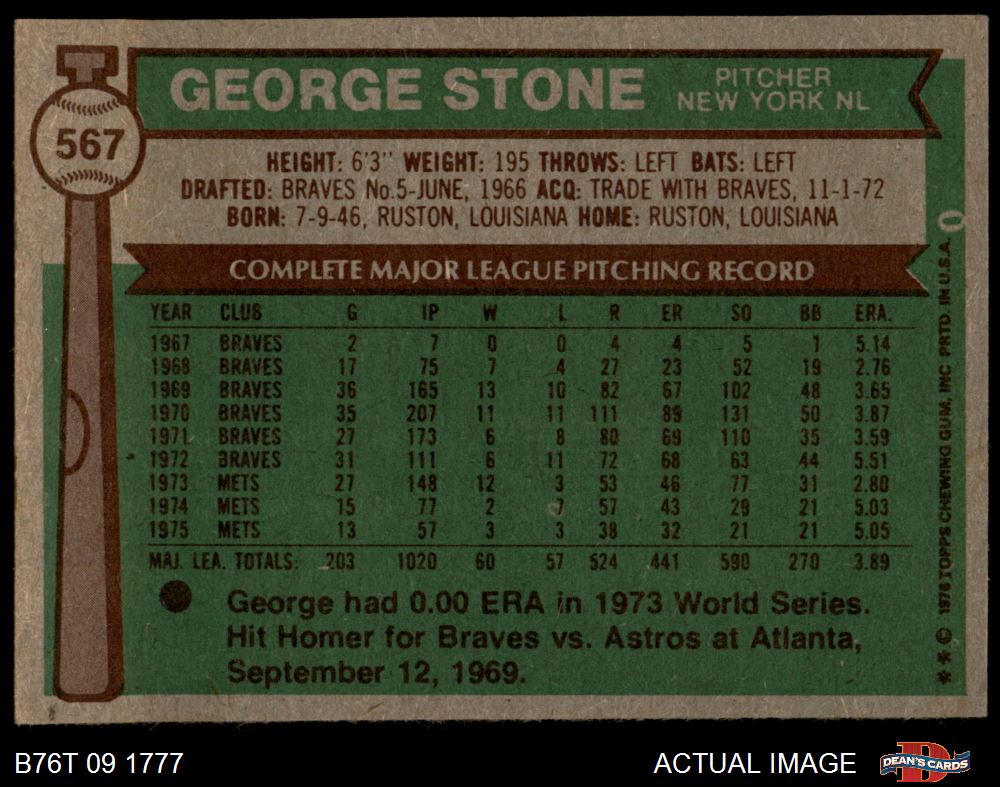 GEORGE STONE
PITCHER
NEW YORK NL
567
HEIGHT: 6'3" WEIGHT: 195 THROWS: LEFT BATS: LEFT
DRAFTED: BRAVES No.5-JUNE, 1966 ACQ: TRADE WITH BRAVES, 11-1-72
BORN: 7-9-46, RUSTON, LOUISIANA HOME: RUSTON, LOUISIANA
COMPLETE MAJOR LEAGUE PITCHING RECORD
YEAR CLUB G IP W L R ER SO BB ERA.
1967 BRAVES 2 7 0 0 4 4 5 1 5.14
1968 BRAVES 17 75 7 4 27 23 52 19 2.76
1969 BRAVES 36 165 13 10 82 67 102 48 3.65
1970 BRAVES 35 207 11 11 111 89 131 50 3.87
1971 BRAVES 27 173 6 8 80 69 110 35 3.59
1972 BRAVES 31 111 6 11 72 68 63 44 5.51
1973 METS 27 148 12 3 53 46 77 31 2.80
1974 METS 15 77 2 7 57 43 29 21 5.03
1975 METS 13 57 3 3 38 32 21 21 5.05
MAJ. LEA. TOTALS: 203 1020 60 57 524 441 590 270 3.89
George had 0.00 ERA in 1973 World Series.
Hit Homer for Braves vs. Astros at Atlanta,
September 12, 1969.
* * © 1976 TOPPS CHEWING GUM, INC PRTD. IN U.S.A. O
B76T 09 1777
ACTUAL IMAGE
D
DEAN'S CARDS